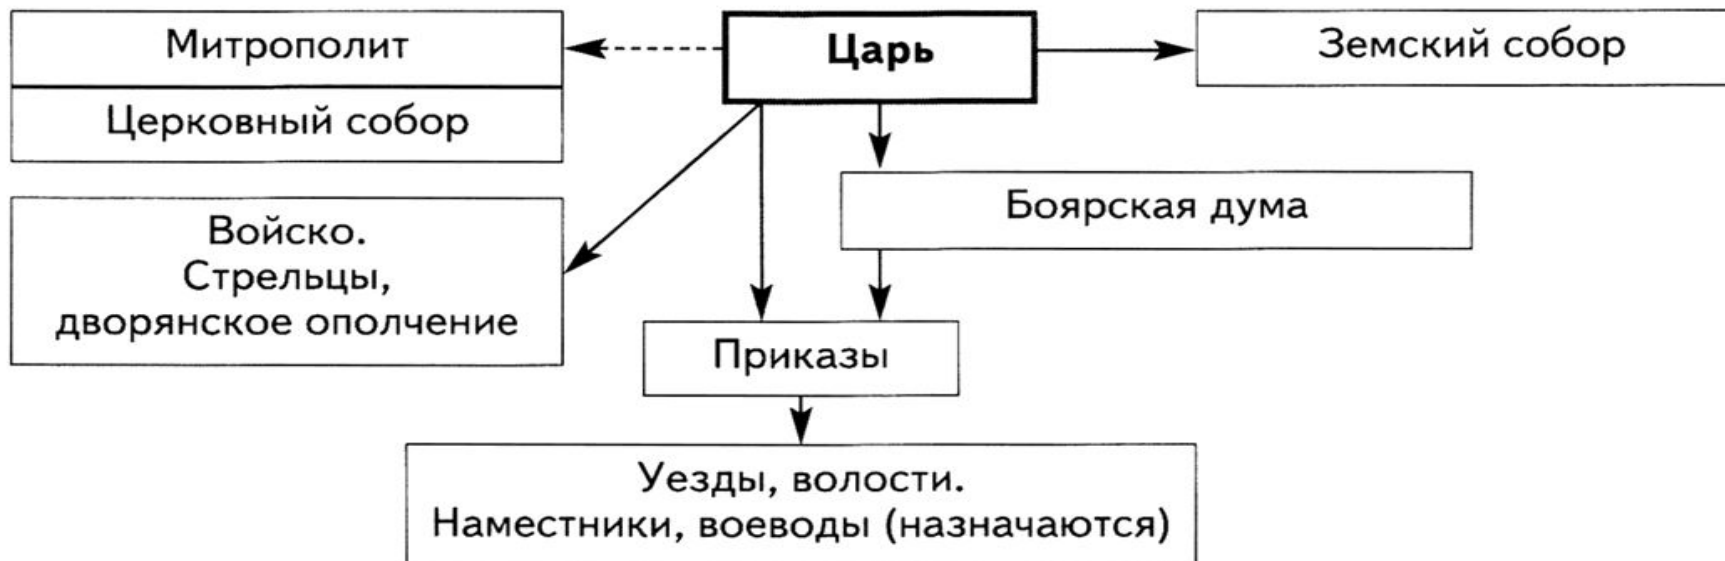 Митрополит
Царь
Земский собор
Церковный собор
Боярская дума
Войско.
Стрельцы,
дворянское ополчение
Приказы
Уезды, волости.
Наместники, воеводы (назначаются)